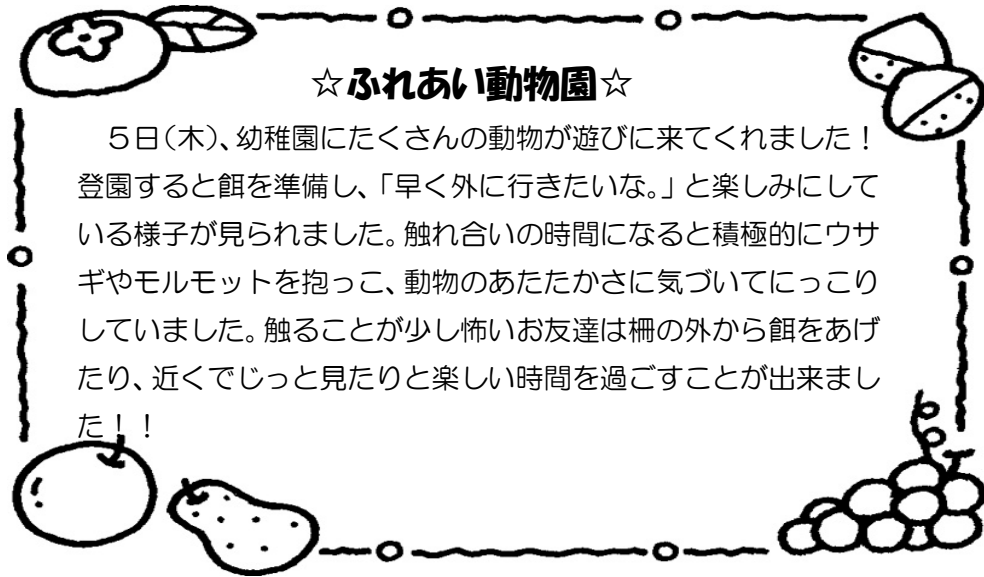 ☆ふれあい動物園☆
　５日（木）、幼稚園にたくさんの動物が遊びに来てくれました！
登園すると餌を準備し、「早く外に行きたいな。」と楽しみにして
いる様子が見られました。触れ合いの時間になると積極的にウサ
ギやモルモットを抱っこ、動物のあたたかさに気づいてにっこり
していました。触ることが少し怖いお友達は柵の外から餌をあげ
たり、近くでじっと見たりと楽しい時間を過ごすことが出来まし
た！！